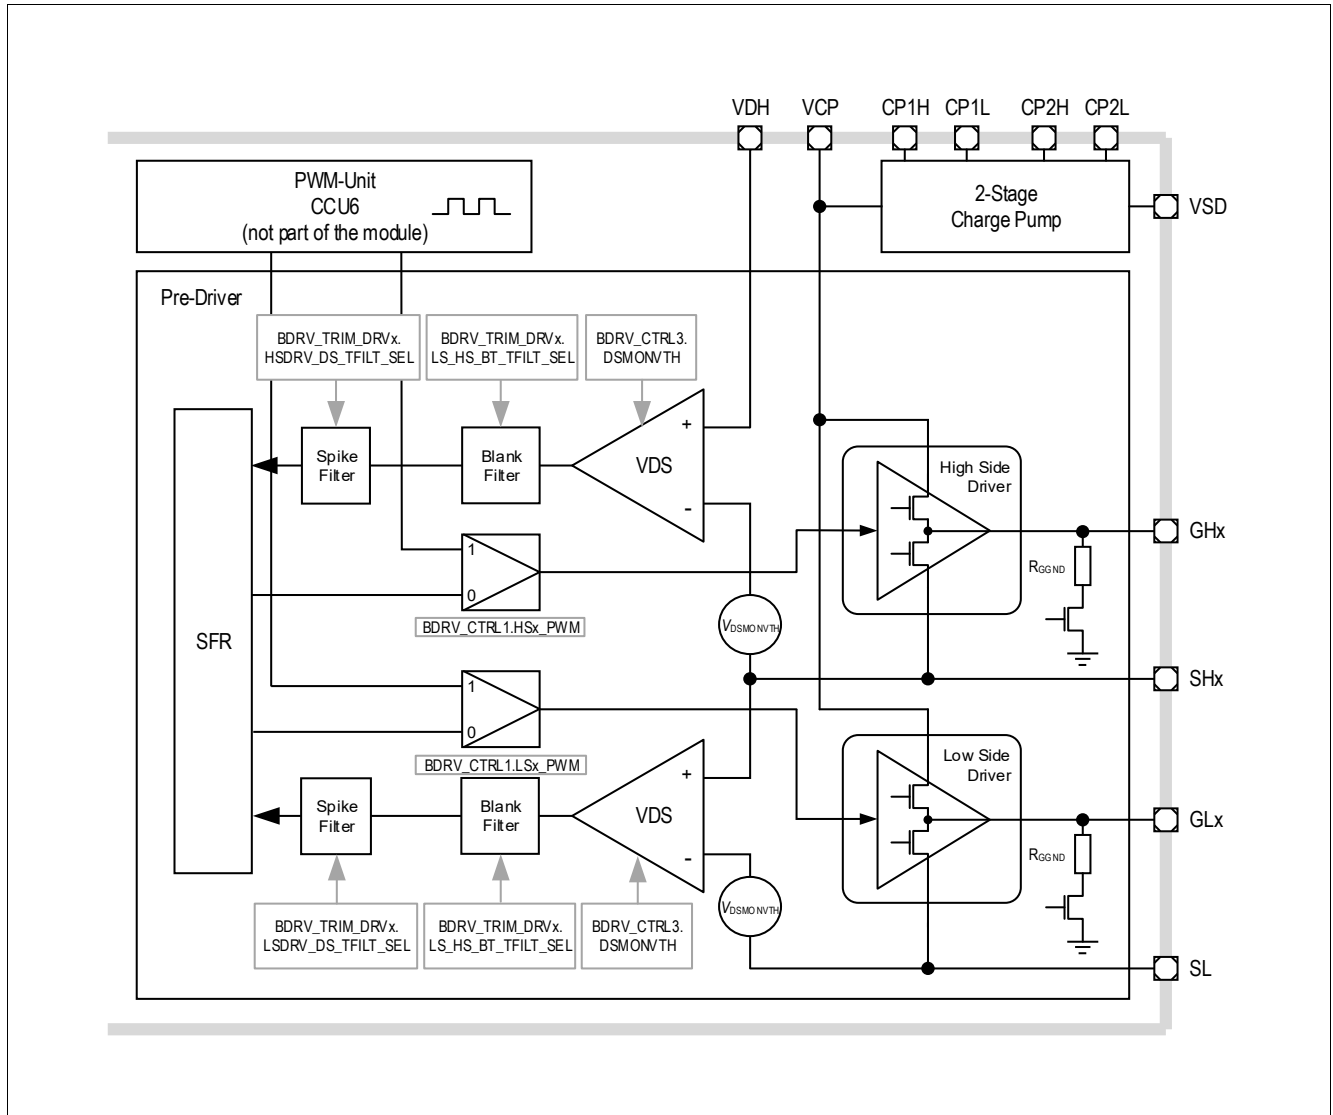 VDH
VCP
CP1H
CP1L
CP2H
CP2L
PWM-Unit
CCU6
(not part of the module)
2-Stage
Charge Pump
VSD
Pre-Driver
BDRV_TRIM_DRVx.
HSDRV_DS_TFILT_SEL
BDRV_TRIM_DRVx.
LS_HS_BT_TFILT_SEL
BDRV_CTRL3.
DSMONVTH
Spike
Filter
Blank
Filter
VDS
+
-
High Side
Driver
GHx
RGGND
1
0
BDRV_CTRL1.HSx_PWM
VDSMONVTH
SFR
SHx
1
0
BDRV_CTRL1.LSx_PWM
Low Side
Driver
Spike
Filter
Blank
Filter
VDS
+
-
GLx
RGGND
VDSMONVTH
BDRV_TRIM_DRVx.
LSDRV_DS_TFILT_SEL
BDRV_TRIM_DRVx.
LS_HS_BT_TFILT_SEL
BDRV_CTRL3.
DSMONVTH
SL